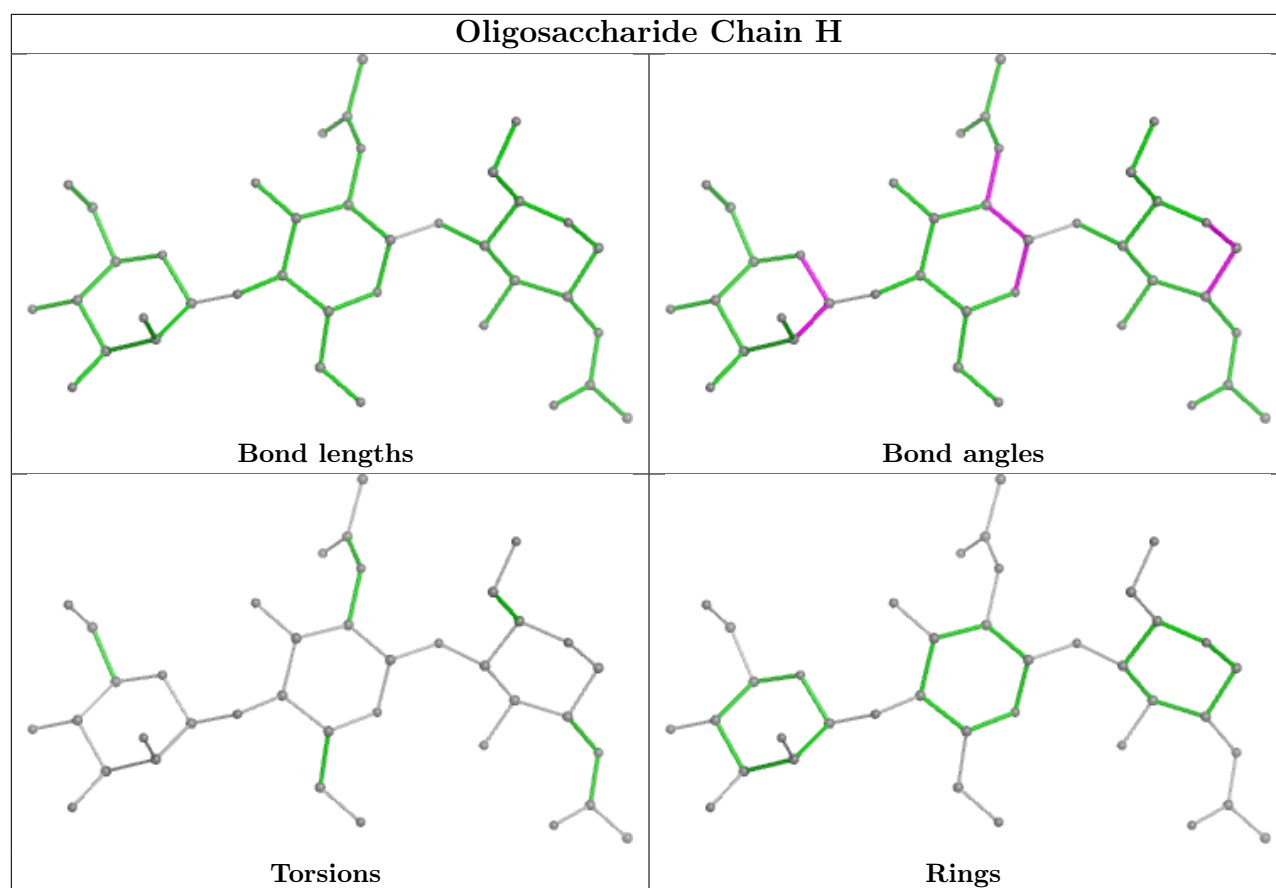 Oligosaccharide Chain H
Bond lengths
Bond angles
Torsions
Rings